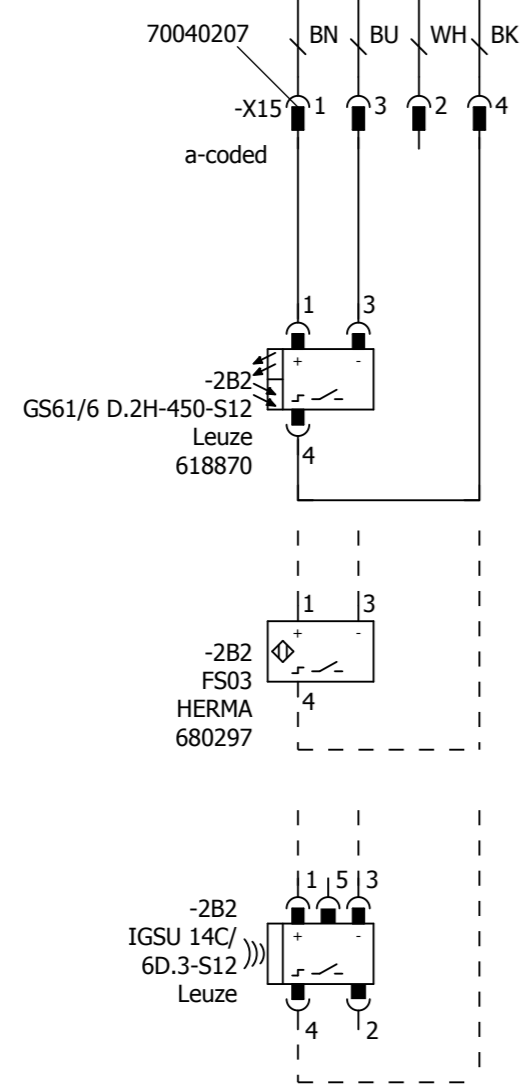 70040207 BN BU WH BK
-X15 1 3 2 4
a-coded
1 3
+ -
-2B2
GS61/6 D.2H-450-S12
Leuze
618870
4
1 3
+ -
-2B2
FS03
HERMA
680297
4
1 5 3
+ -
-2B2
IGSU 14C/
6D.3-S12
Leuze
4 2